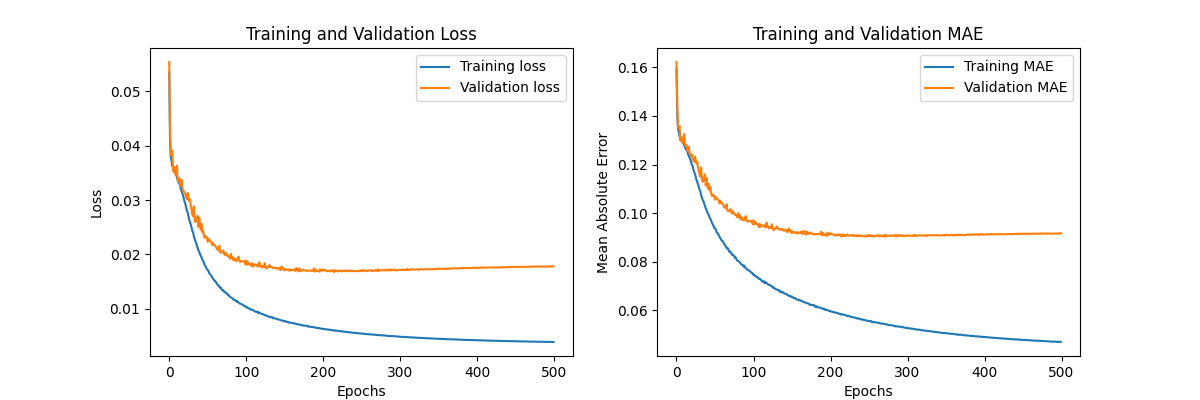 Training and Validation Loss
Training loss
Validation loss
0.05
0.04
0.03
0.02
0.01
Loss
0
100
200
300
400
500
Epochs
Training and Validation MAE
Training MAE
Validation MAE
0.16
0.14
0.12
0.10
0.08
0.06
Mean Absolute Error
0
100
200
300
400
500
Epochs